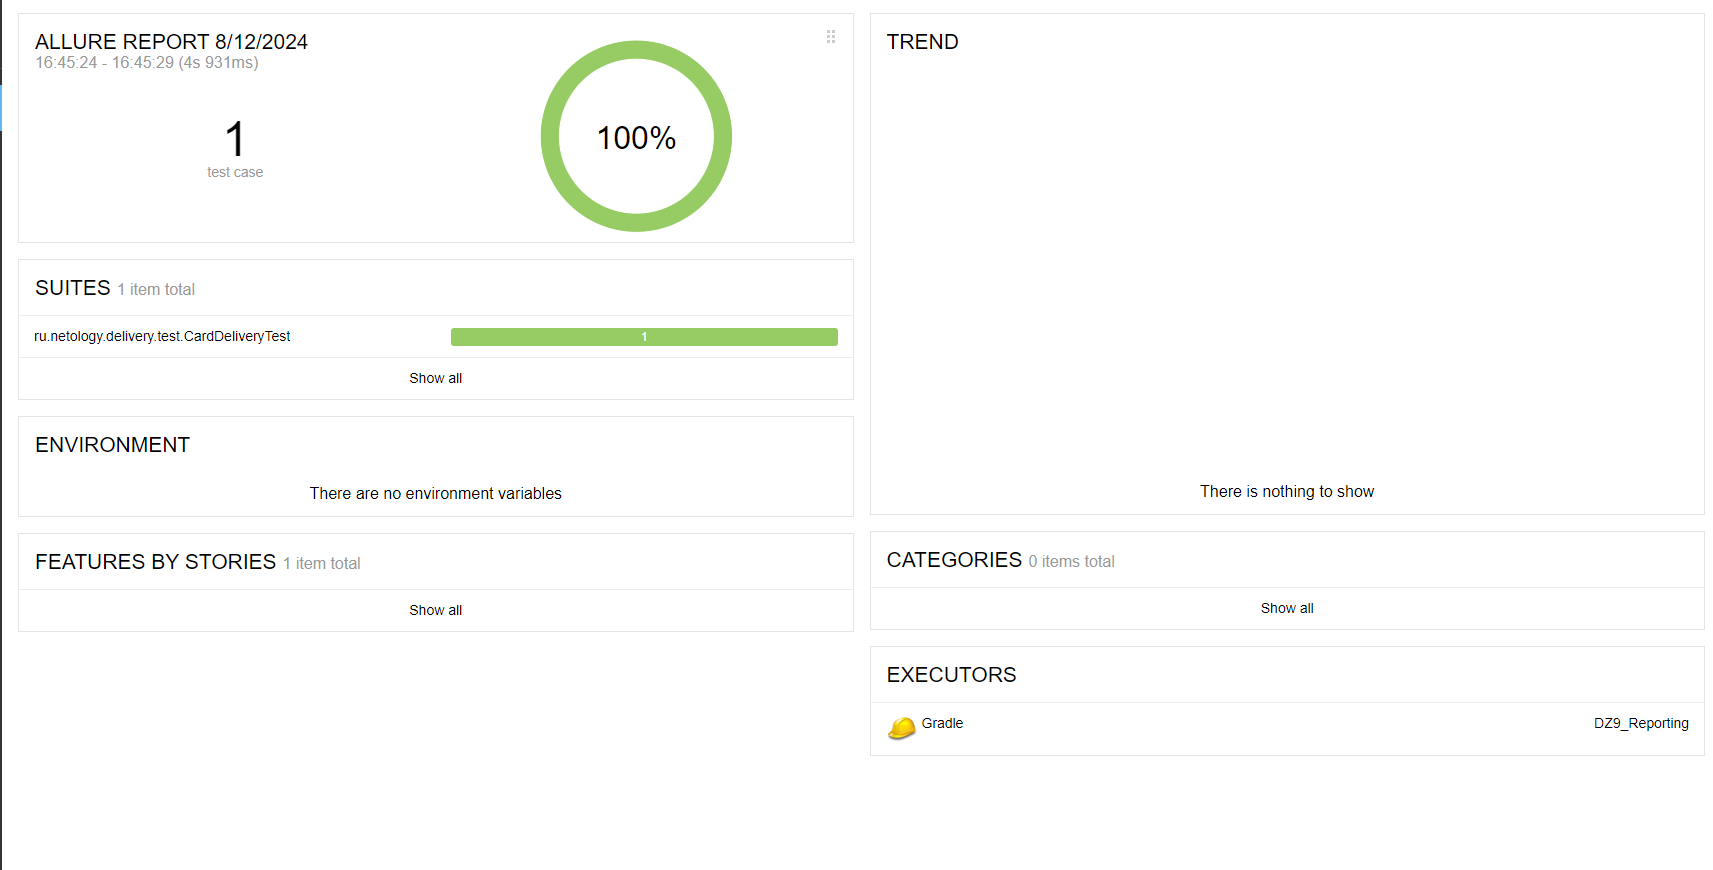 ALLURE REPORT 8/12/2024
16:45:24 - 16:45:29 (4s 931ms)
1
test case
100%
SUITES 1 item total
ru.netology.delivery.test.CardDeliveryTest 1
Show all
ENVIRONMENT
There are no environment variables
FEATURES BY STORIES 1 item total
Show all
TREND
There is nothing to show
CATEGORIES 0 items total
Show all
EXECUTORS
Gradle DZ9_Reporting